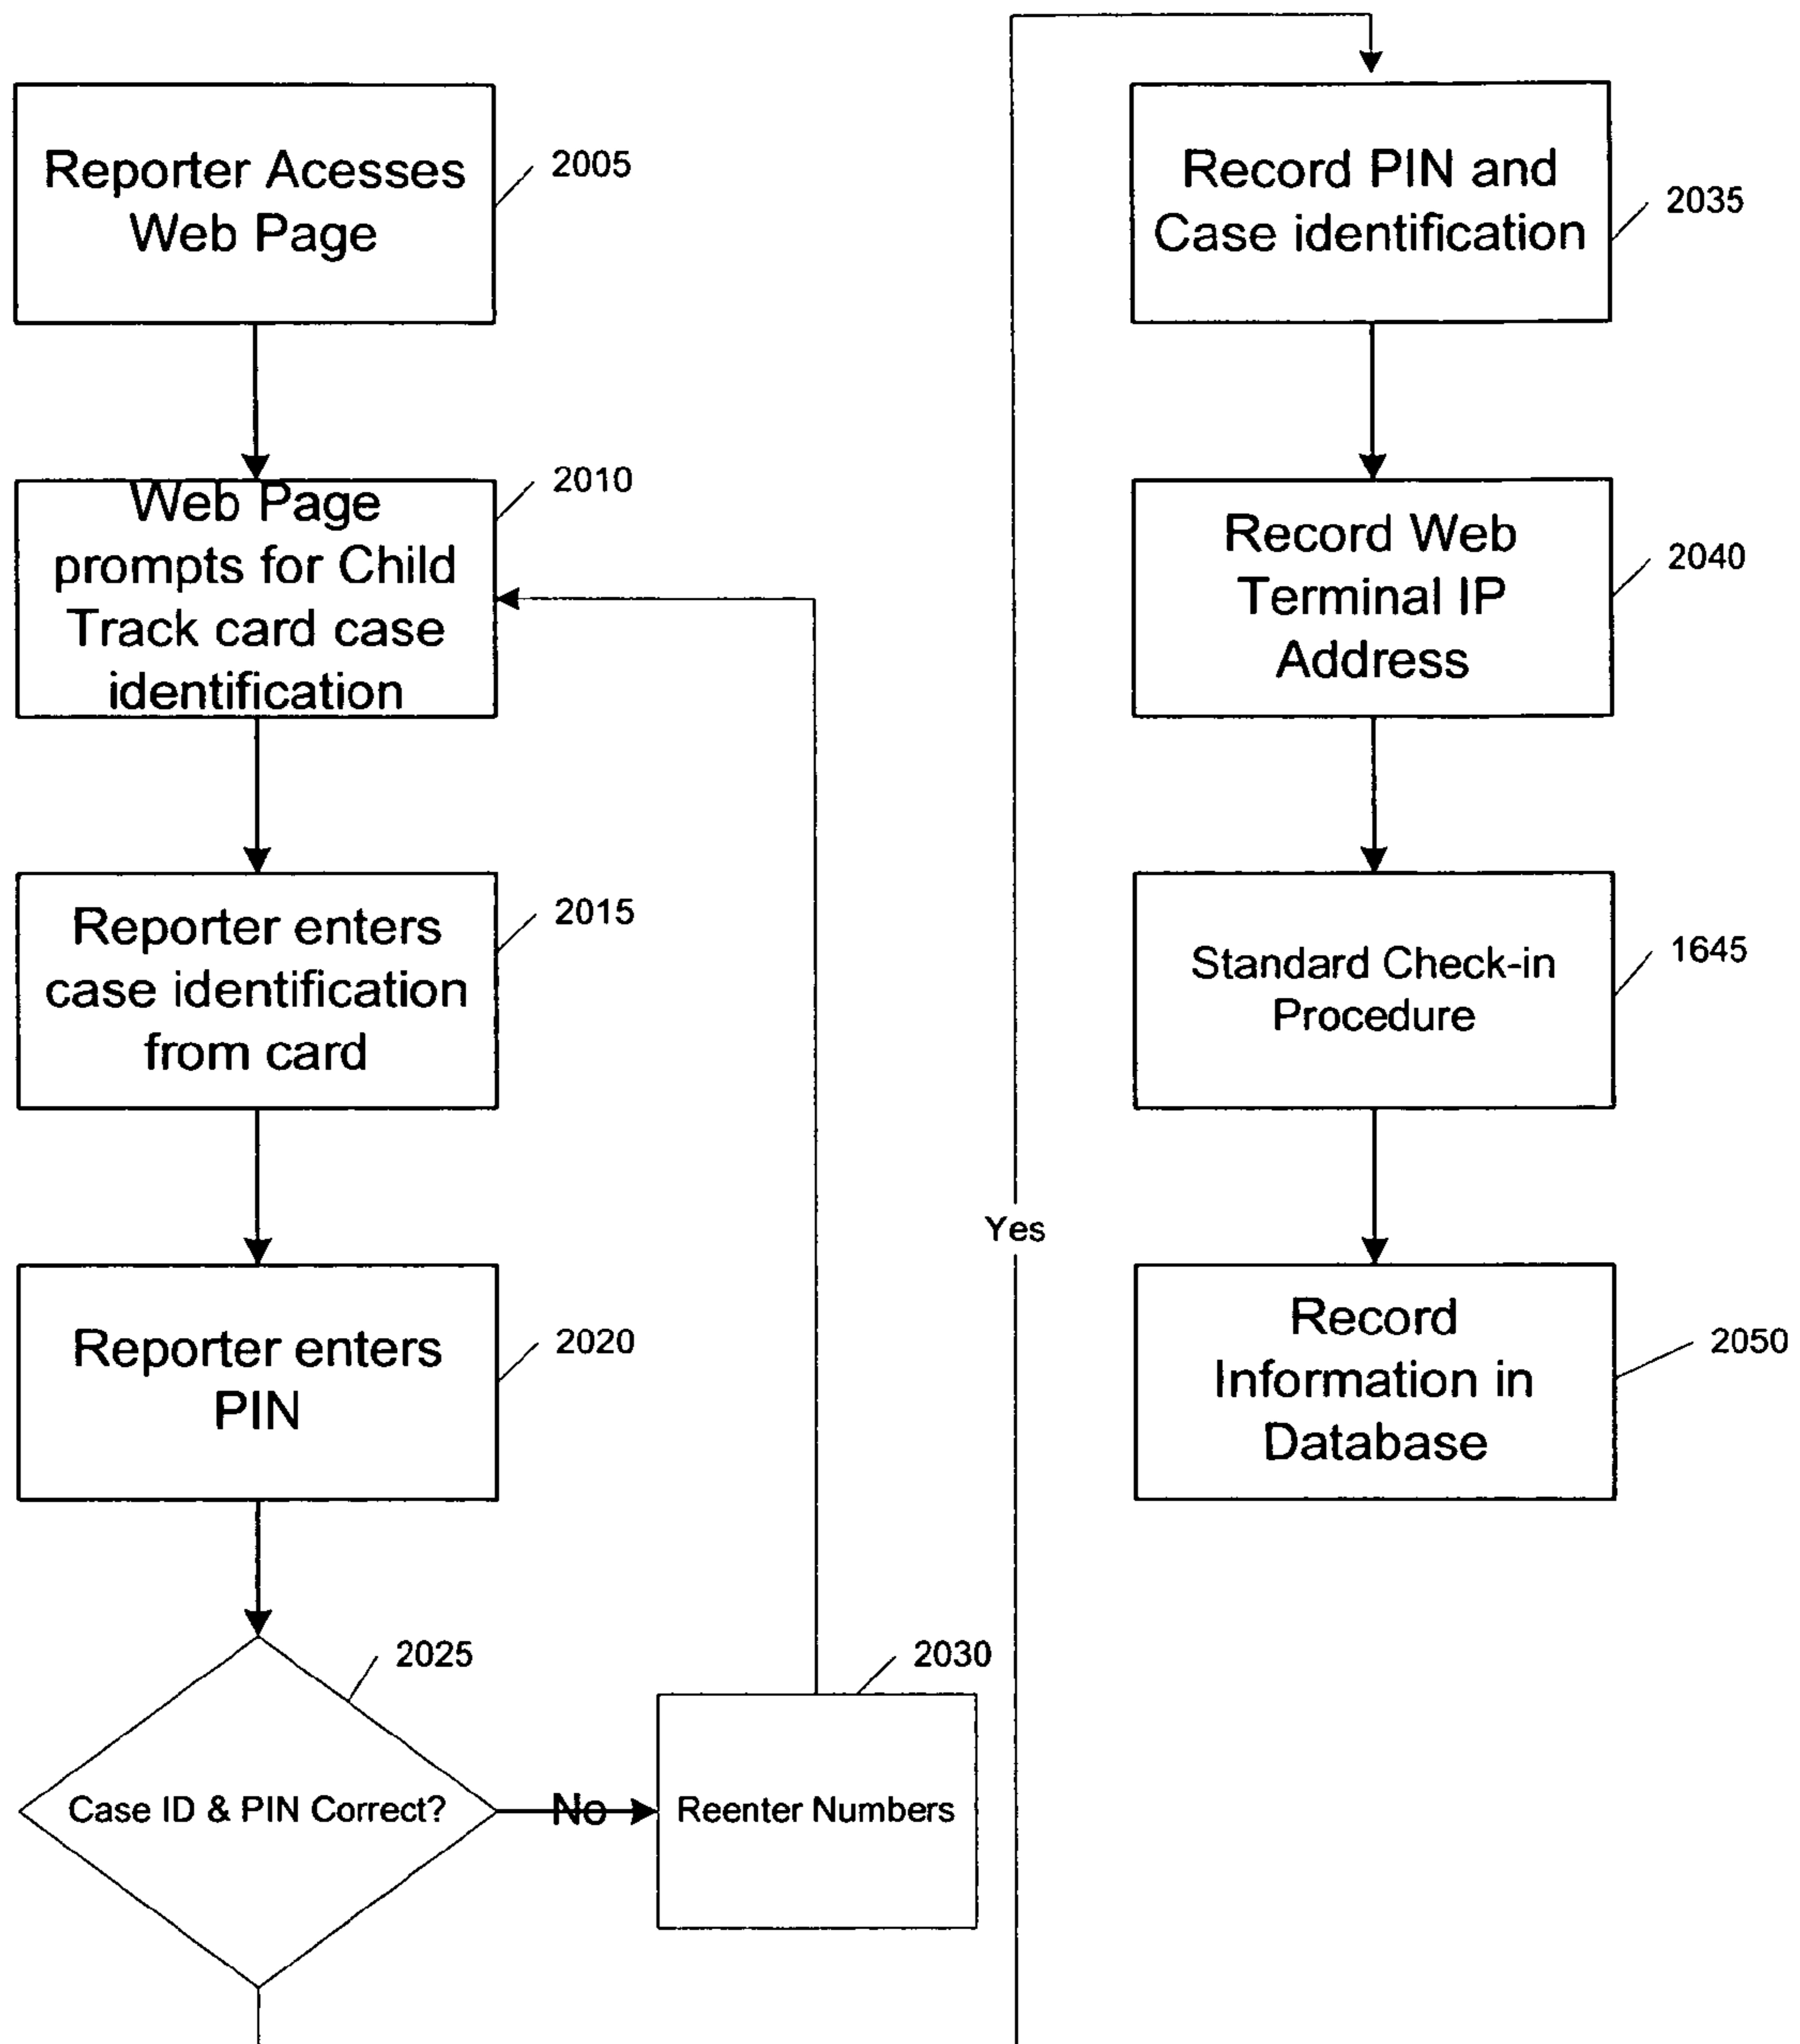 Reporter Acesses
Web Page
2005
Web Page
prompts for Child
Track card case
identification
2010
Reporter enters
case identification
from card
2015
Reporter enters
PIN
2020
Case ID & PIN Correct?
2025
No
Reenter Numbers
2030
Yes
Record PIN and
Case identification
2035
Record Web
Terminal IP
Address
2040
Standard Check-in
Procedure
1645
Record
Information in
Database
2050